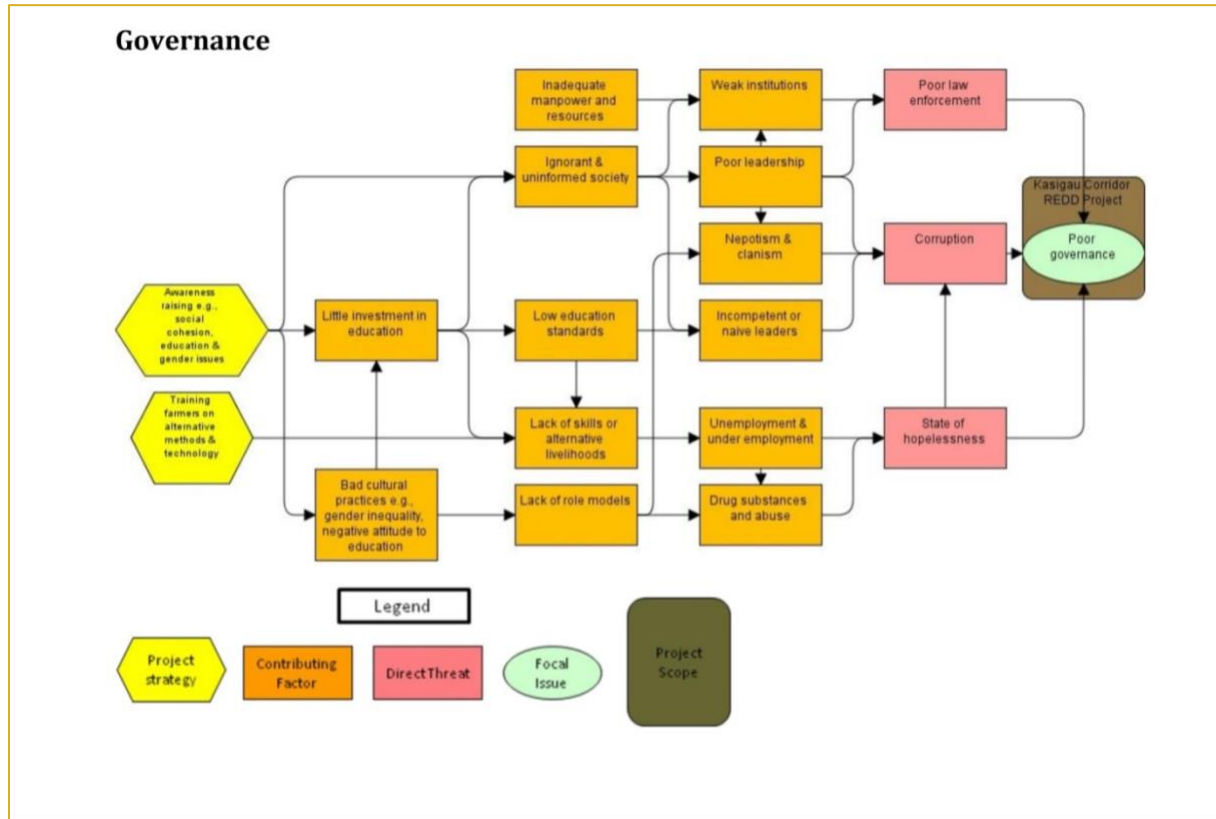 Governance
Inadequate
manpower and
resources
Weak institutions
Poor law
enforcement
Ignorant &
uninformed society
Poor leadership
Kasigau Corridor
REDD Project
Nepotism &
clanism
Corruption
Poor
governance
Awareness
raising e.g.,
social
cohesion,
education &
gender issues
Little investment in
education
Low education
standards
Incompetent or
naive leaders
Training
farmers on
alternative
methods &
technology
Lack of skills or
alternative
livelihoods
Unemployment &
under employment
State of
hopelessness
Bad cultural
practices e.g.,
gender inequality,
negative attitude to
education
Lack of role models
Drug substances
and abuse
Legend
Project
strategy
Contributing
Factor
Direct Threat
Focal
Issue
Project
Scope